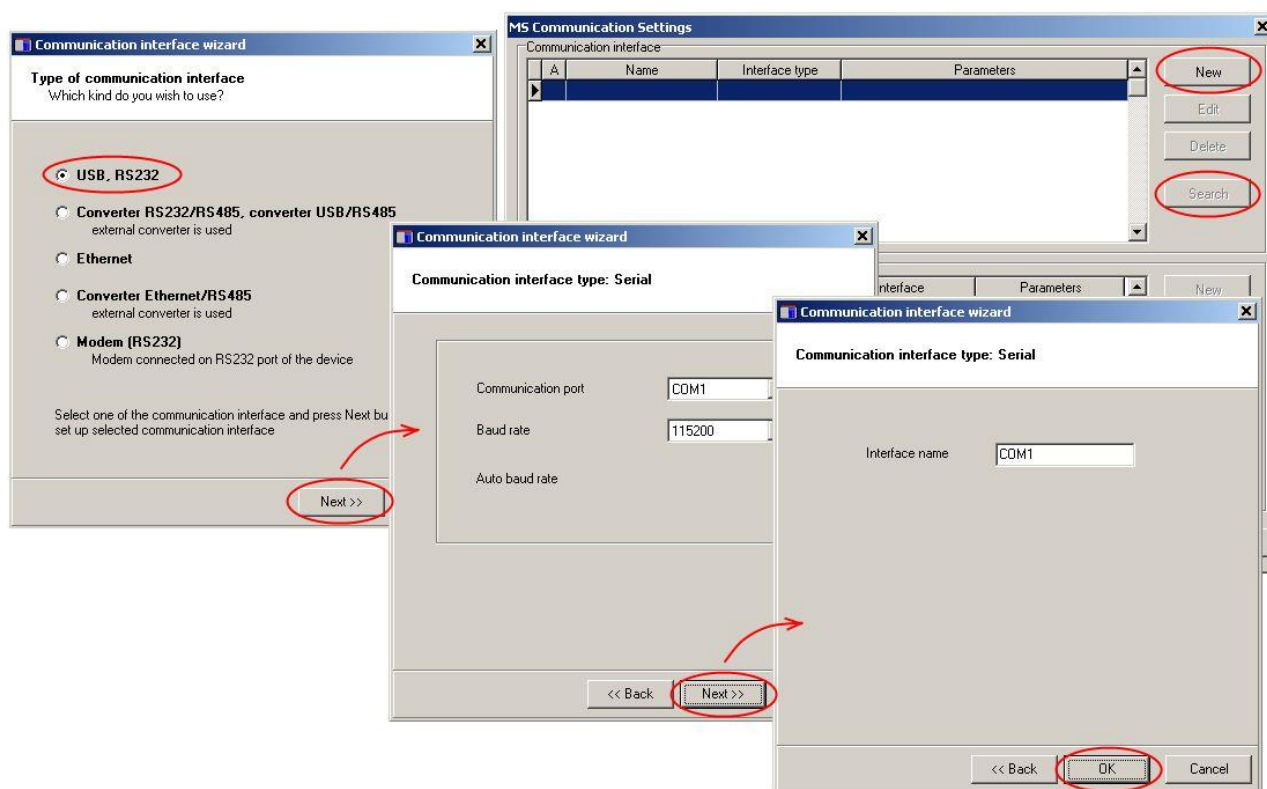 Communication interface wizard
Type of communication interface
Which kind do you wish to use?
USB, RS232
Converter RS232/RS485, converter USB/RS485
external converter is used
Ethernet
Converter Ethernet/RS485
external converter is used
Modem (RS232)
Modem connected on RS232 port of the device
Select one of the communication interface and press Next bu
set up selected communication interface
Next >>
MS Communication Settings
Communication interface
A Name Interface type Parameters
New
Edit
Delete
Search
nterface Parameters
New
Communication interface wizard
Communication interface type: Serial
Communication port COM1
Baud rate 115200
Auto baud rate
<< Back Next >>
Communication interface wizard
Communication interface type: Serial
Interface name COM1
<< Back OK Cancel